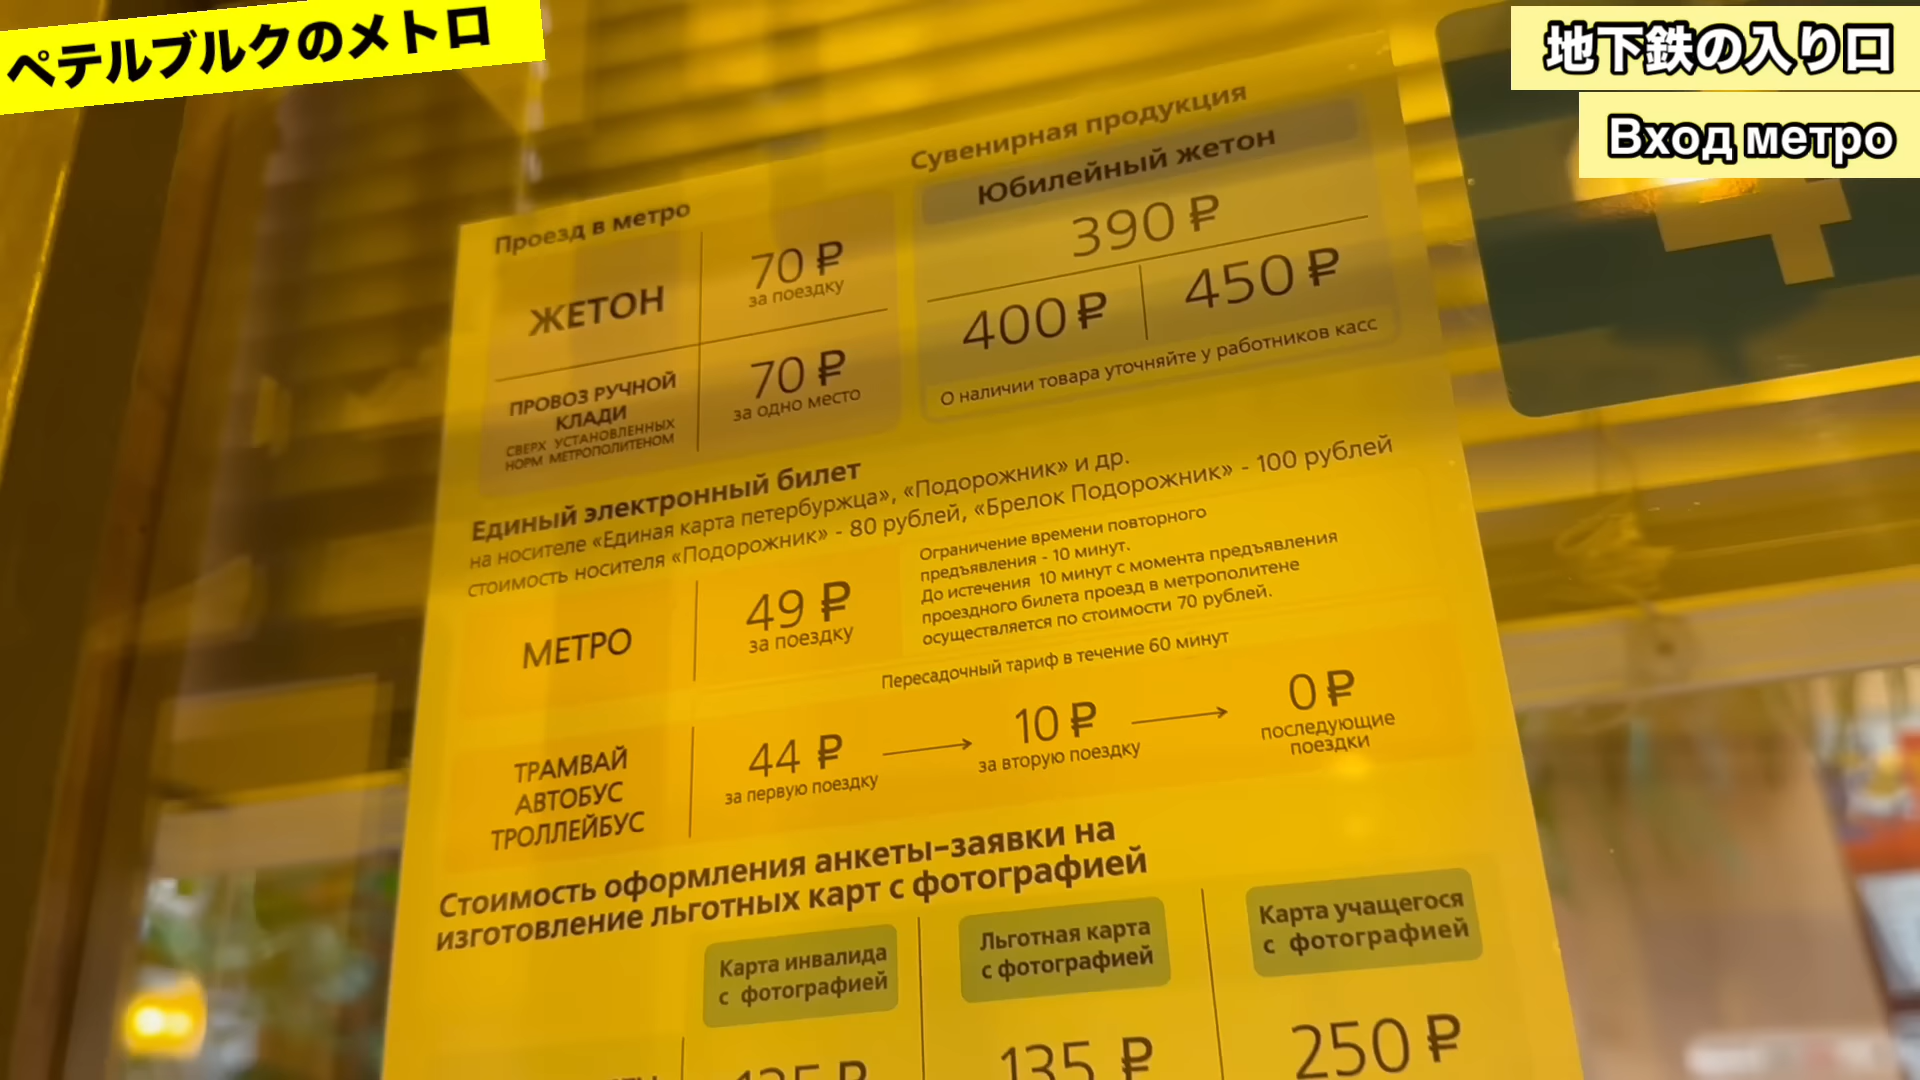 ペテルブルクのメトロ
地下鉄の入り口
Вход метро
Сувенирная продукция
Юбилейный жетон
390 ₽
400 ₽
450 ₽
О наличии товара уточняйте у работников касс
Проезд в метро
ЖЕТОН
70 ₽
за поездку
ПРОВОЗ РУЧНОЙ
КЛАДИ
СВЕРХ УСТАНОВЛЕННЫХ
НОРМ МЕТРОПОЛИТЕНОМ
70 ₽
за одно место
Единый электронный билет
на носителе «Единая карта петербуржца», «Подорожник» и др.
стоимость носителя «Подорожник» - 80 рублей, «Брелок Подорожник» - 100 рублей
МЕТРО
49 ₽
за поездку
Ограничение времени повторного
предъявления - 10 минут.
До истечения 10 минут с момента предъявления
проездного билета проезд в метрополитене
осуществляется по стоимости 70 рублей.
Пересадочный тариф в течение 60 минут
ТРАМВАЙ
АВТОБУС
ТРОЛЛЕЙБУС
44 ₽
за первую поездку
10 ₽
за вторую поездку
0 ₽
последующие
поездки
Стоимость оформления анкеты-заявки на
изготовление льготных карт с фотографией
Карта инвалида
с фотографией
Льготная карта
с фотографией
Карта учащегося
с фотографией
135 ₽
135 ₽
250 ₽